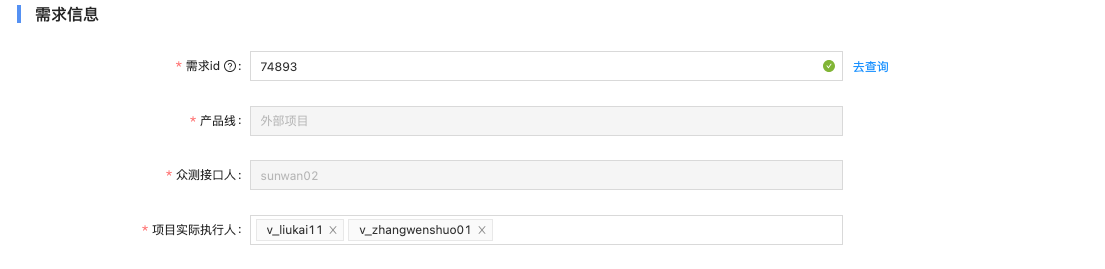 需求信息
* 需求id ?: 74893 去查询
* 产品线: 外部项目
* 众测接口人: sunwan02
* 项目实际执行人: v_liukai11 × v_zhangwenshuo01 ×